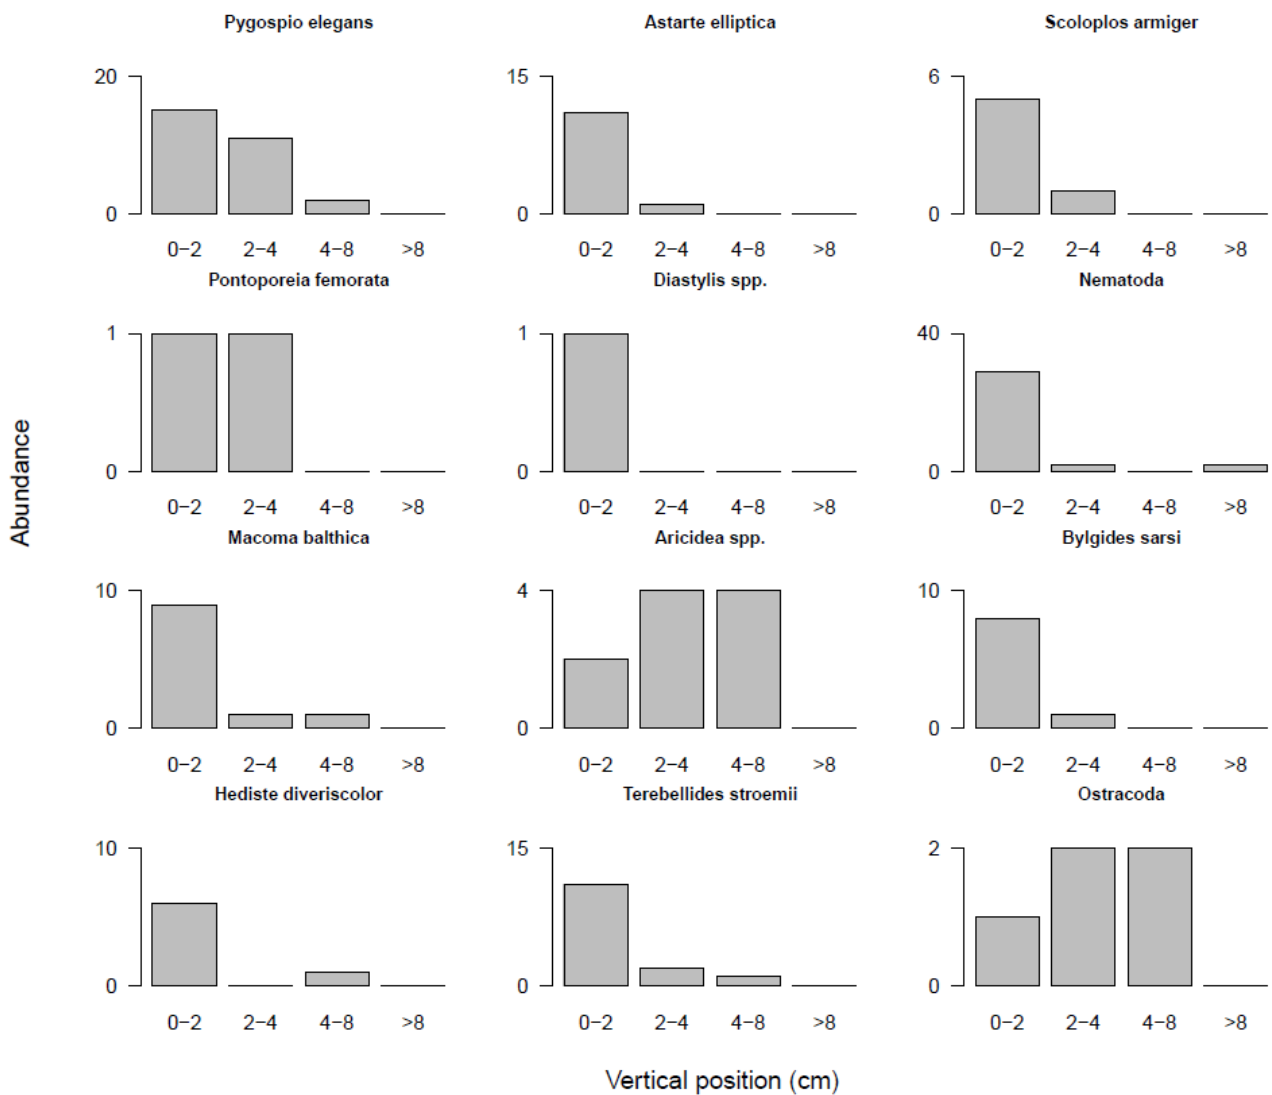 Pygospio elegans
20
0
0−2 2−4 4−8 >8
Astarte elliptica
15
0
0−2 2−4 4−8 >8
Scoloplos armiger
6
0
0−2 2−4 4−8 >8
Pontoporeia femorata
1
0
0−2 2−4 4−8 >8
Diastylis spp.
1
0
0−2 2−4 4−8 >8
Nematoda
40
0
0−2 2−4 4−8 >8
Macoma balthica
10
0
0−2 2−4 4−8 >8
Aricidea spp.
4
0
0−2 2−4 4−8 >8
Bylgides sarsi
10
0
0−2 2−4 4−8 >8
Hediste diveriscolor
10
0
0−2 2−4 4−8 >8
Terebellides stroemii
15
0
0−2 2−4 4−8 >8
Ostracoda
2
0
0−2 2−4 4−8 >8
Abundance
Vertical position (cm)